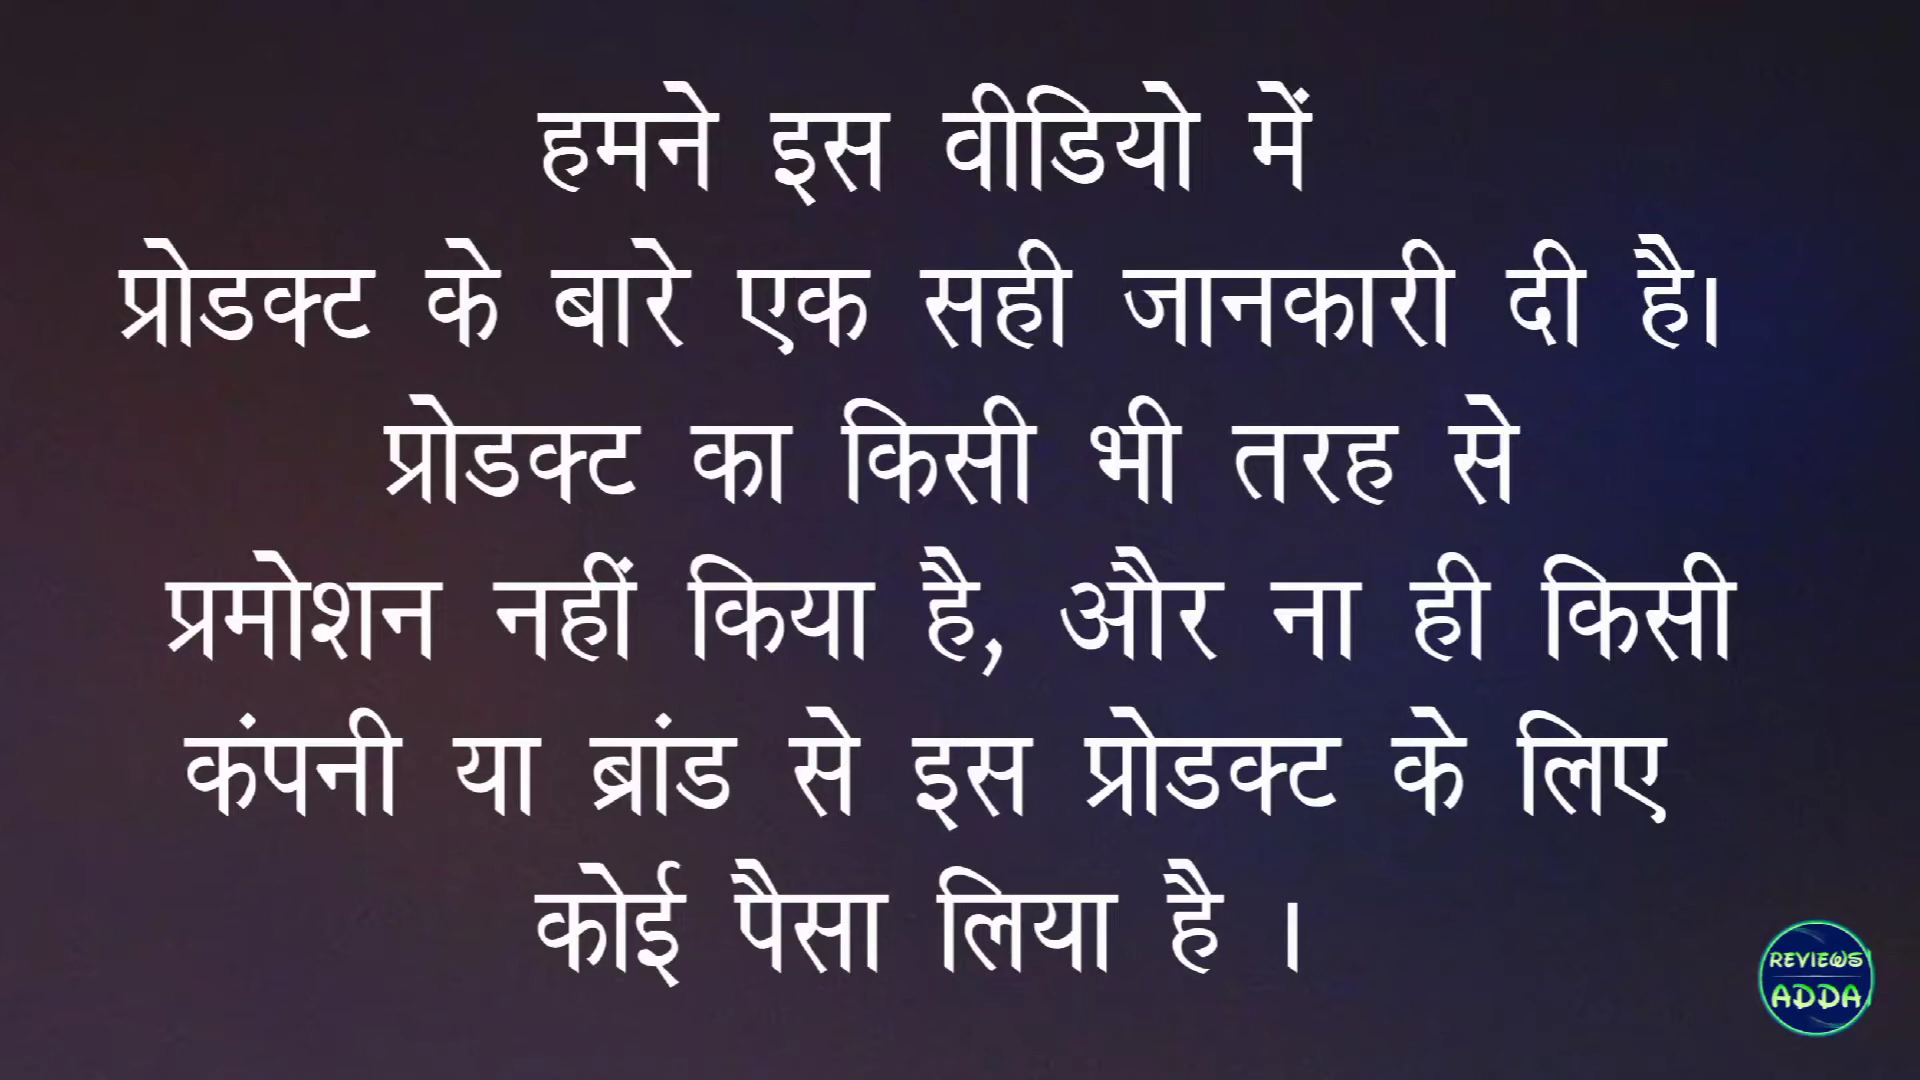 हमने इस वीडियो में
प्रोडक्ट के बारे एक सही जानकारी दी है।
प्रोडक्ट का किसी भी तरह से
प्रमोशन नहीं किया है, और ना ही किसी
कंपनी या ब्रांड से इस प्रोडक्ट के लिए
कोई पैसा लिया है ।
REVIEWS
ADDA